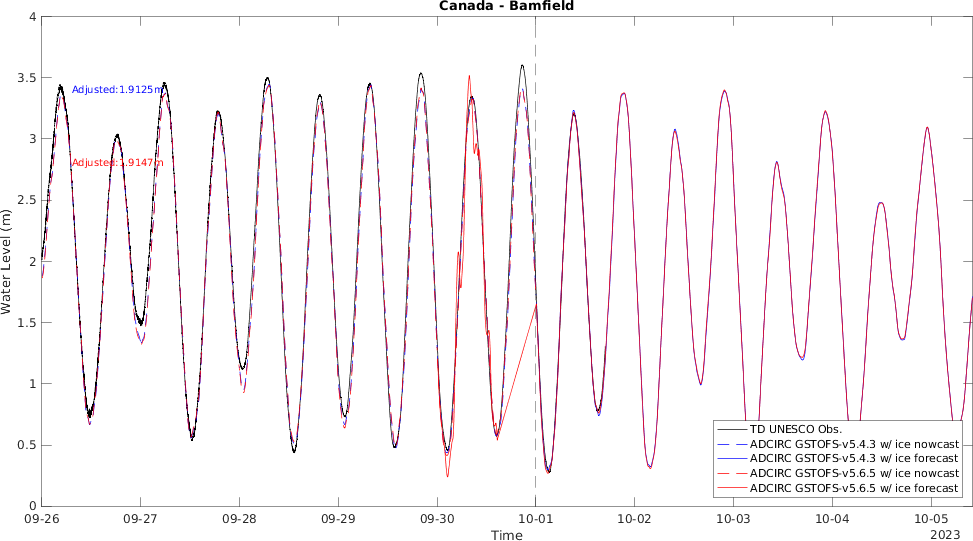 Canada - Bamfield
4
3.5
3
2.5
2
1.5
1
0.5
0
Water Level (m)
Adjusted:1.9125m
Adjusted:1.9147m
TD UNESCO Obs.
ADCIRC GSTOFS-v5.4.3 w/ ice nowcast
ADCIRC GSTOFS-v5.4.3 w/ ice forecast
ADCIRC GSTOFS-v5.6.5 w/ ice nowcast
ADCIRC GSTOFS-v5.6.5 w/ ice forecast
09-26 09-27 09-28 09-29 09-30 10-01 10-02 10-03 10-04 10-05
Time
2023